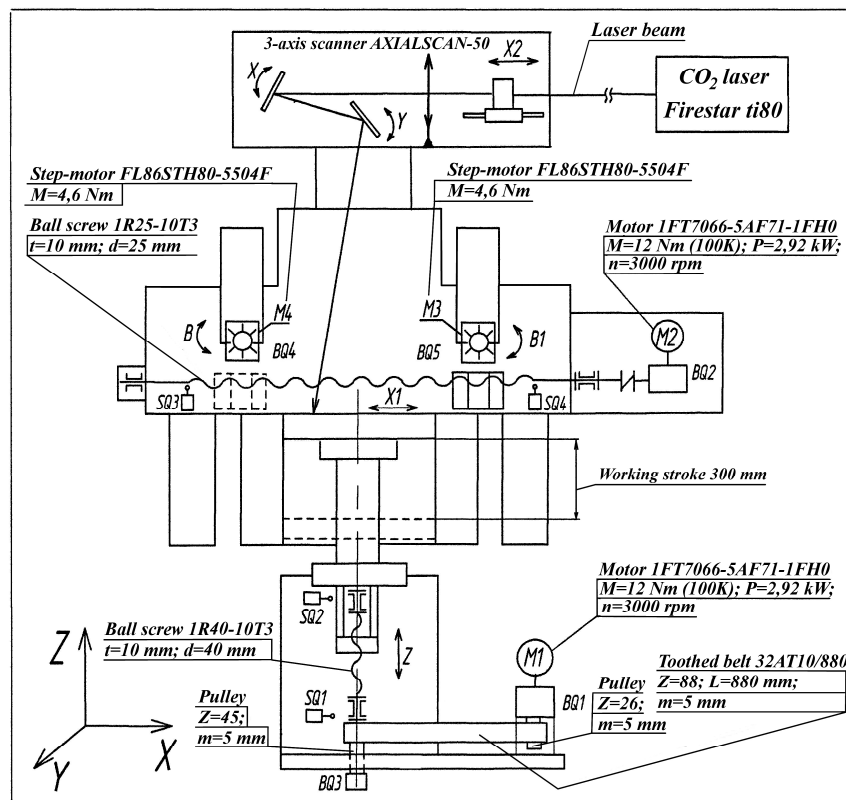 3-axis scanner AXIALSCAN-50
X2
Laser beam
X
Y
CO2 laser
Firestar ti80
Step-motor FL86STH80-5504F
M=4,6 Nm
Step-motor FL86STH80-5504F
M=4,6 Nm
Ball screw 1R25-10T3
t=10 mm; d=25 mm
Motor 1FT7066-5AF71-1FH0
M=12 Nm (100K); P=2,92 kW;
n=3000 rpm
M4
M3
M2
B
BQ4
BQ5
B1
BQ2
SQ3
X1
SQ4
Working stroke 300 mm
Motor 1FT7066-5AF71-1FH0
M=12 Nm (100K); P=2,92 kW;
n=3000 rpm
SQ2
Ball screw 1R40-10T3
t=10 mm; d=40 mm
Z
M1
Toothed belt 32AT10/880
Z=88; L=880 mm;
m=5 mm
Pulley
Z=45;
m=5 mm
SQ1
BQ1
Pulley
Z=26;
m=5 mm
BQ3
Z
X
Y